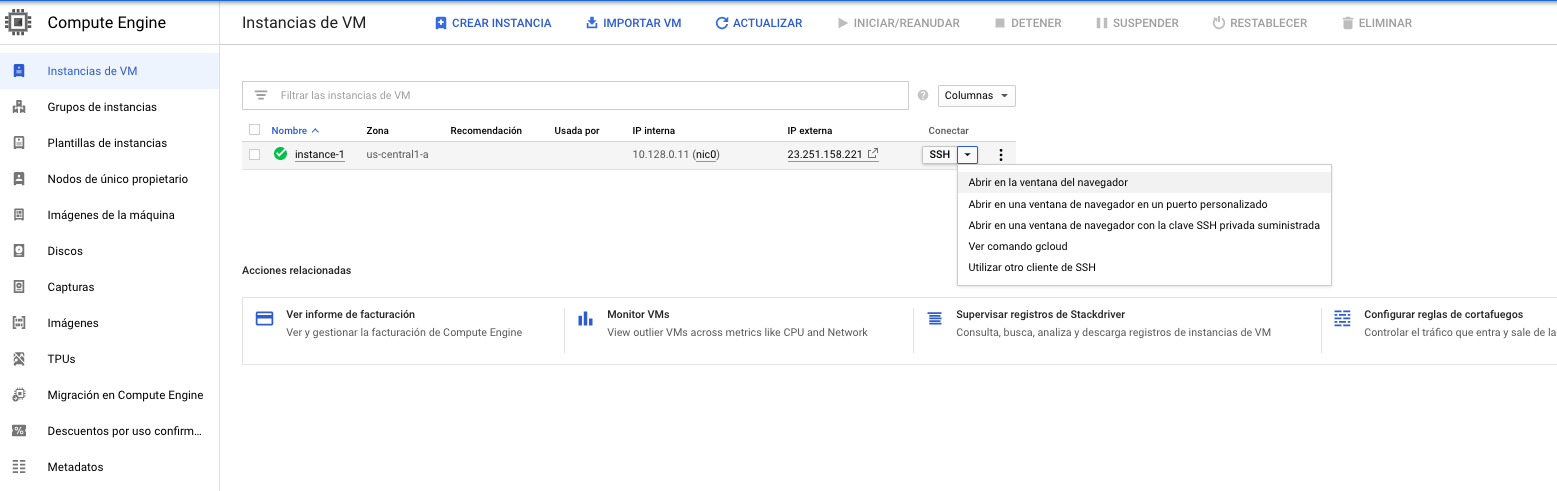 Compute Engine
Instancias de VM
CREAR INSTANCIA
IMPORTAR VM
ACTUALIZAR
INICIAR/REANUDAR
DETENER
SUSPENDER
RESTABLECER
ELIMINAR
Instancias de VM
Grupos de instancias
Plantillas de instancias
Nodos de único propietario
Imágenes de la máquina
Discos
Capturas
Imágenes
TPUs
Migración en Compute Engine
Descuentos por uso confirm...
Metadatos
Filtrar las instancias de VM
Columnas
Nombre Zona Recomendación Usada por IP interna IP externa Conectar
instance-1 us-central1-a 10.128.0.11 (nic0) 23.251.158.221 SSH
Abrir en la ventana del navegador
Abrir en una ventana de navegador en un puerto personalizado
Abrir en una ventana de navegador con la clave SSH privada suministrada
Ver comando gcloud
Utilizar otro cliente de SSH
Acciones relacionadas
Ver informe de facturación
Ver y gestionar la facturación de Compute Engine
Monitor VMs
View outlier VMs across metrics like CPU and Network
Supervisar registros de Stackdriver
Consulta, busca, analiza y descarga registros de instancias de VM
Configurar reglas de cortafuegos
Controlar el tráfico que entra y sale de la